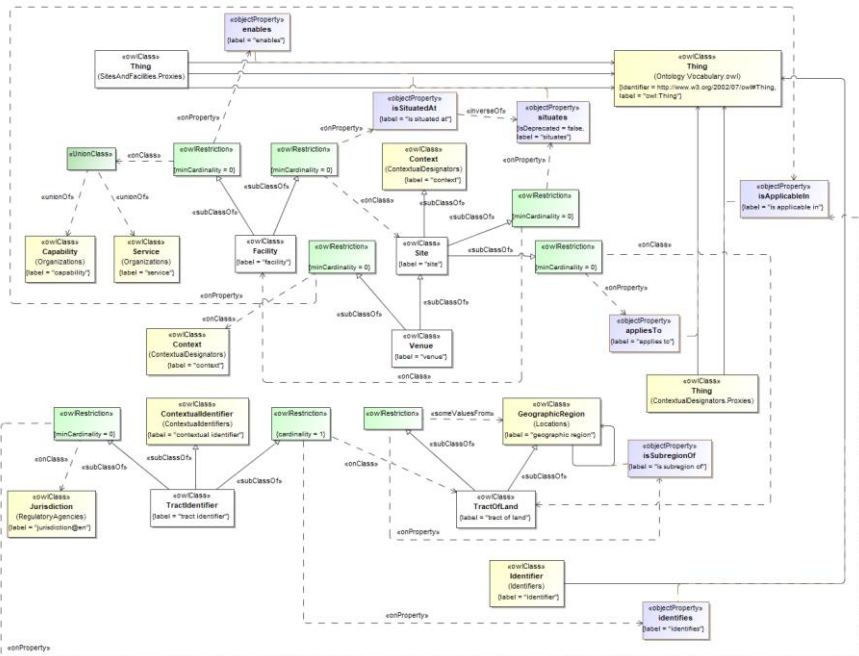 «objectProperty»
enables
{label = "enables"}
«owlClass»
Thing
(SitesAndFacilities.Proxies)
«owlClass»
Thing
(Ontology Vocabulary.owl)
{Identifier = http://www.w3.org/2002/07/owl#Thing,
label = "owl:Thing"}
«objectProperty»
isSituatedAt
{label = "is situated at"}
«inverseOf»
«objectProperty»
situates
{isDeprecated = false,
label = "situates"}
«onProperty»
«onProperty»
«onProperty»
«UnionClass»
«onClass»
«owlRestriction»
{minCardinality = 0}
«owlRestriction»
{minCardinality = 0}
«owlClass»
Context
(ContextualDesignators)
{label = "context"}
«objectProperty»
isApplicableIn
{label = "is applicable in"}
«unionOf»
«unionOf»
«subClassOf»
«subClassOf»
«onClass»
«subClassOf»
«subClassOf»
«owlRestriction»
{minCardinality = 0}
«owlClass»
Capability
(Organizations)
{label = "capability"}
«owlClass»
Service
(Organizations)
{label = "service"}
«owlClass»
Facility
{label = "facility"}
«owlRestriction»
{minCardinality = 0}
«owlClass»
Site
{label = "site"}
«subClassOf»
«owlRestriction»
{minCardinality = 0}
«onClass»
«onProperty»
«onProperty»
«subClassOf»
«subClassOf»
«onClass»
«owlClass»
Context
(ContextualDesignators)
{label = "context"}
«owlClass»
Venue
{label = "venue"}
«objectProperty»
appliesTo
{label = "applies to"}
«onClass»
«owlClass»
Thing
(ContextualDesignators.Proxies)
«owlRestriction»
{minCardinality = 0}
«owlClass»
ContextualIdentifier
(ContextualIdentifiers)
{label = "contextual identifier"}
«owlRestriction»
{cardinality = 1}
«owlRestriction»
«someValuesFrom»
«owlClass»
GeographicRegion
(Locations)
{label = "geographic region"}
«onClass»
«subClassOf»
«subClassOf»
«subClassOf»
«onClass»
«subClassOf»
«subClassOf»
«objectProperty»
isSubregionOf
{label = "is subregion of"}
«owlClass»
Jurisdiction
(RegulatoryAgencies)
{label = "jurisdiction@en"}
«owlClass»
TractIdentifier
{label = "tract identifier"}
«owlClass»
TractOfLand
{label = "tract of land"}
«onProperty»
«owlClass»
Identifier
(Identifiers)
{label = "identifier"}
«objectProperty»
identifies
{label = "identifies"}
«onProperty»
«onProperty»